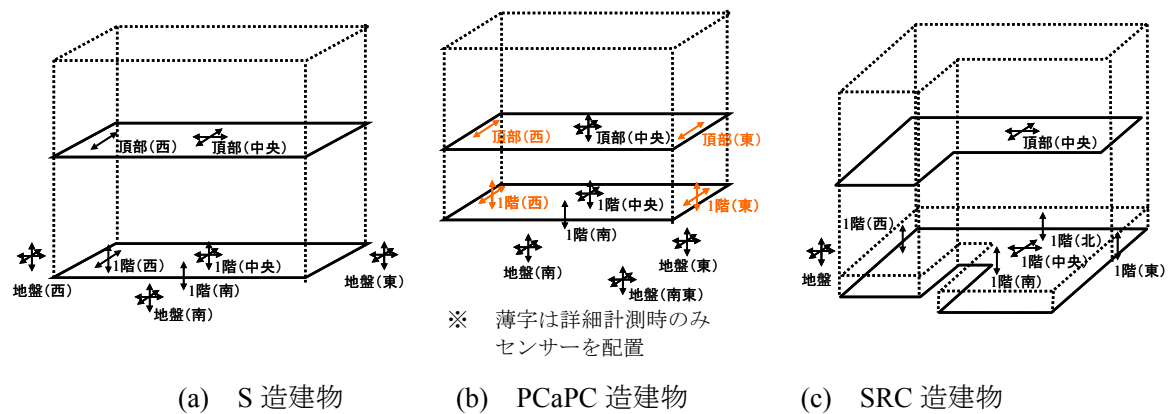 頂部(西)
頂部(中央)
1階(西)
1階(中央)
1階(南)
地盤(西)
地盤(東)
地盤(南)
(a) S 造建物
頂部(西)
頂部(中央)
頂部(東)
1階(西)
1階(中央)
1階(東)
1階(南)
地盤(南)
地盤(東)
地盤(南東)
※ 薄字は詳細計測時のみ
センサーを配置
(b) PCaPC 造建物
頂部(中央)
1階(西)
1階(北)
1階(中央)
1階(東)
1階(南)
地盤
(c) SRC 造建物